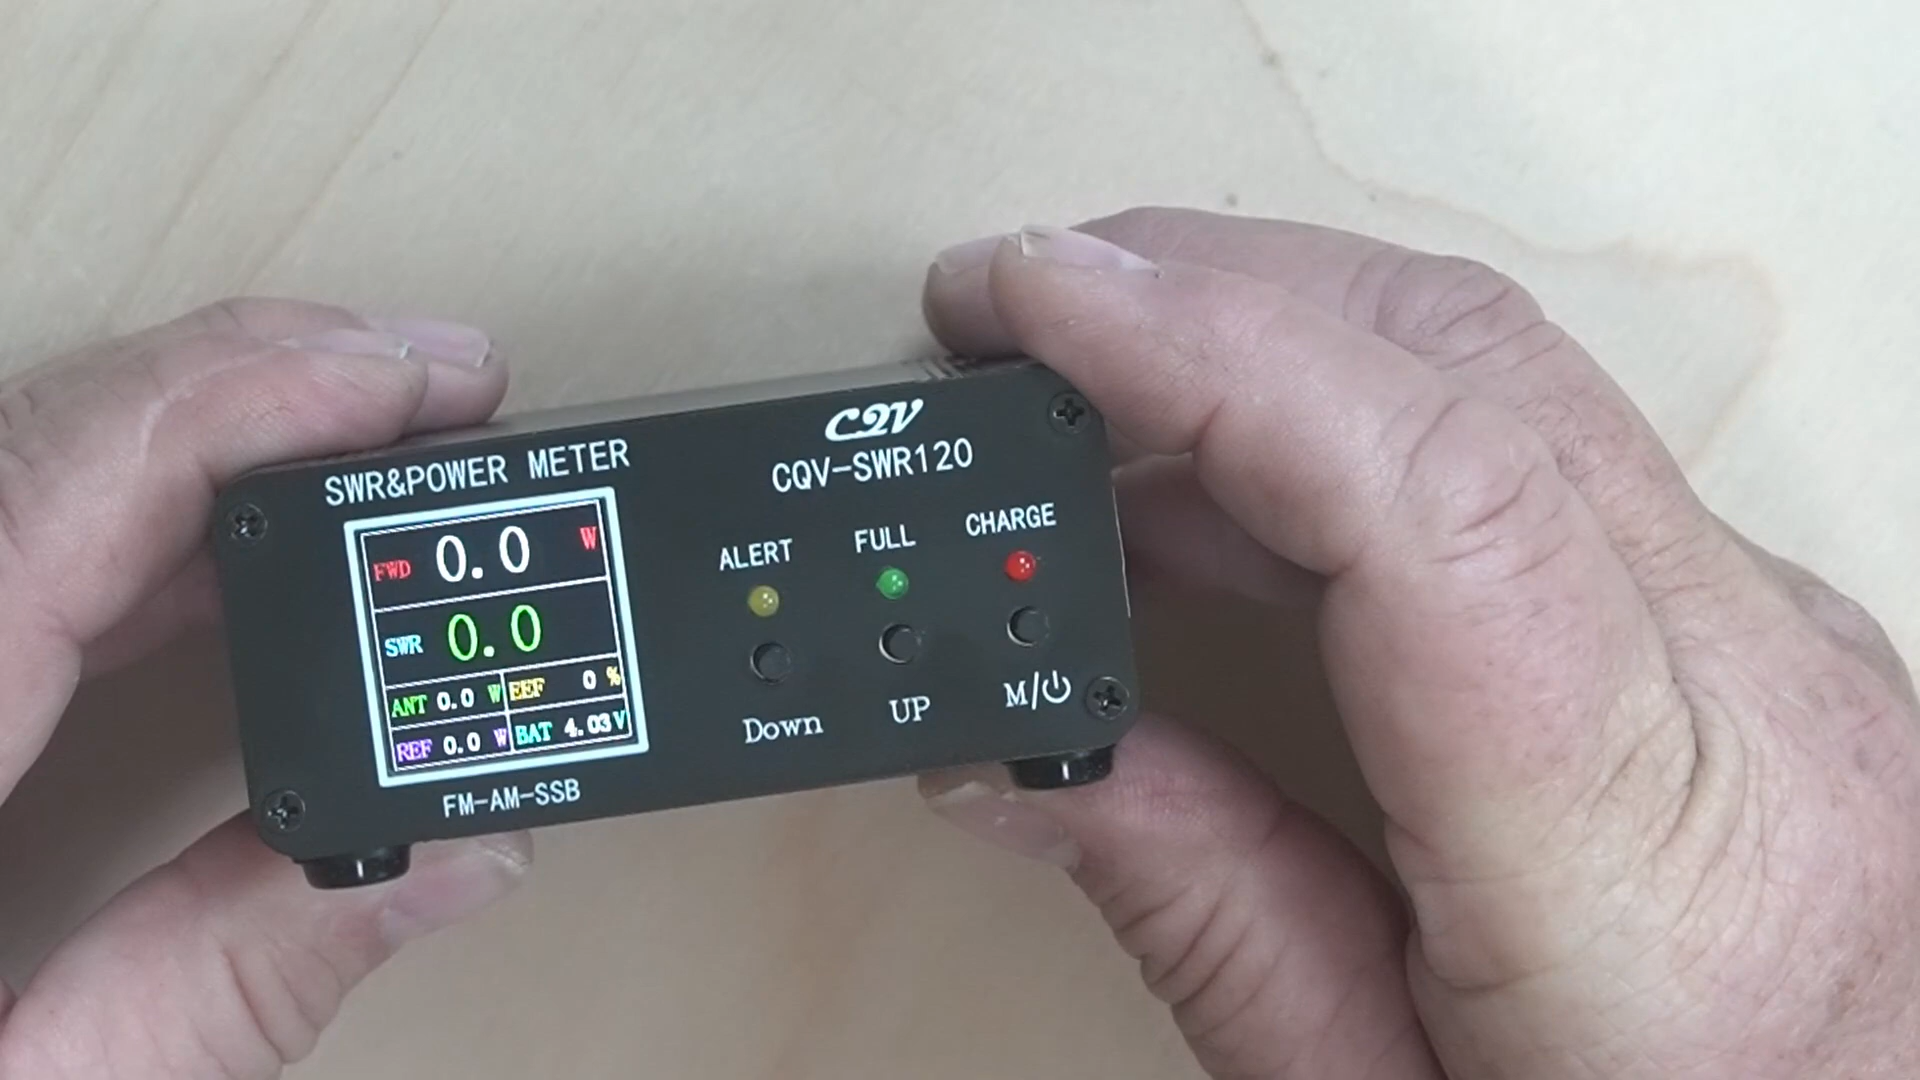 CQV
SWR&POWER METER
CQV-SWR120
FWD 0.0 W
SWR 0.0
ANT 0.0 W EEF 0 %
REF 0.0 W BAT 4.03V
FM-AM-SSB
ALERT FULL CHARGE
Down UP M/⏻